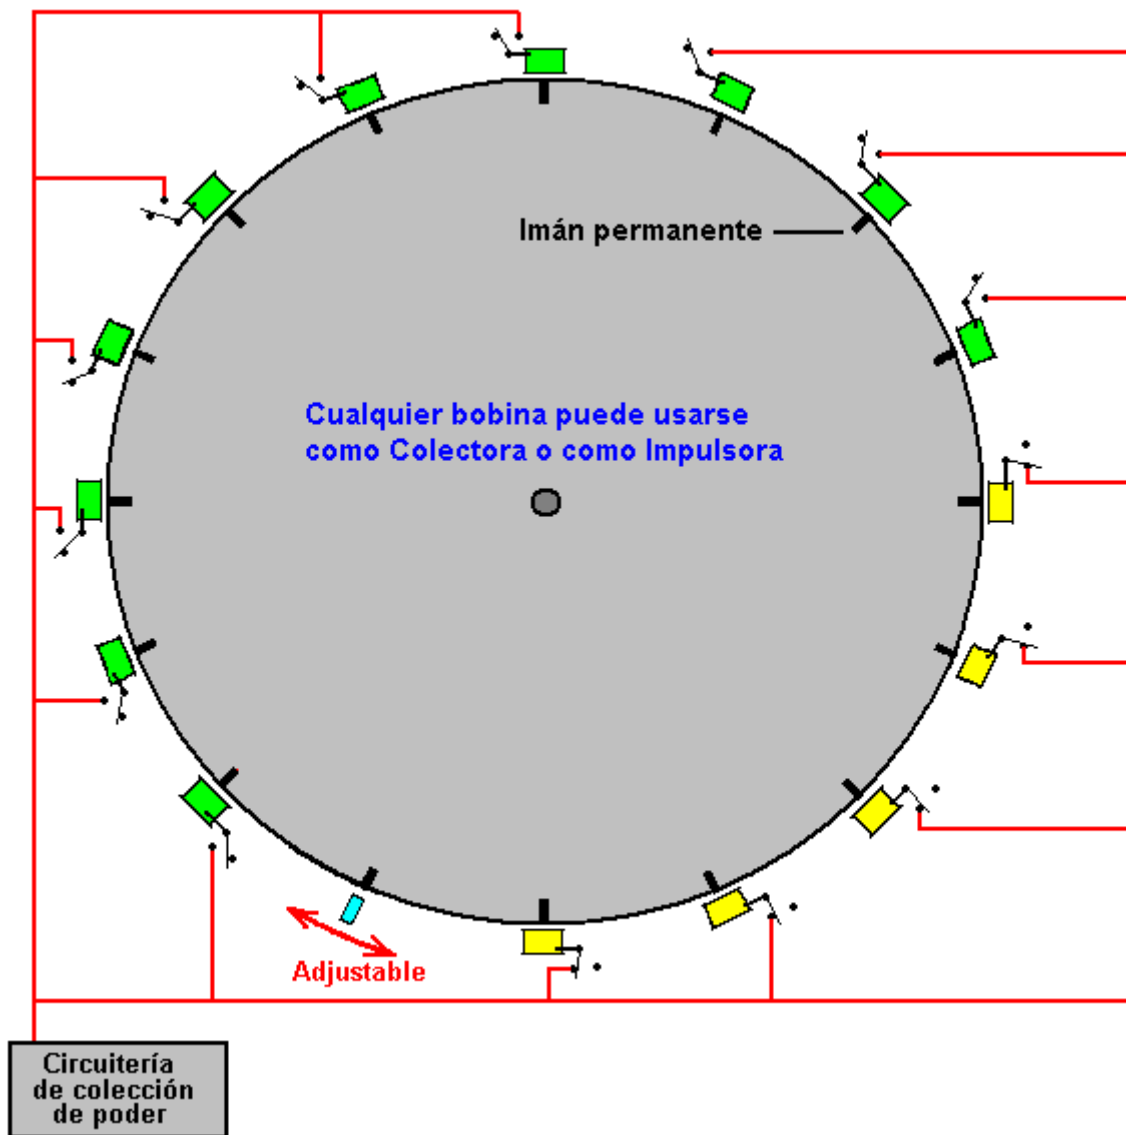 Imán permanente
Cualquier bobina puede usarse
como Colectora o como Impulsora
Adjustable
Circuitería
de colección
de poder